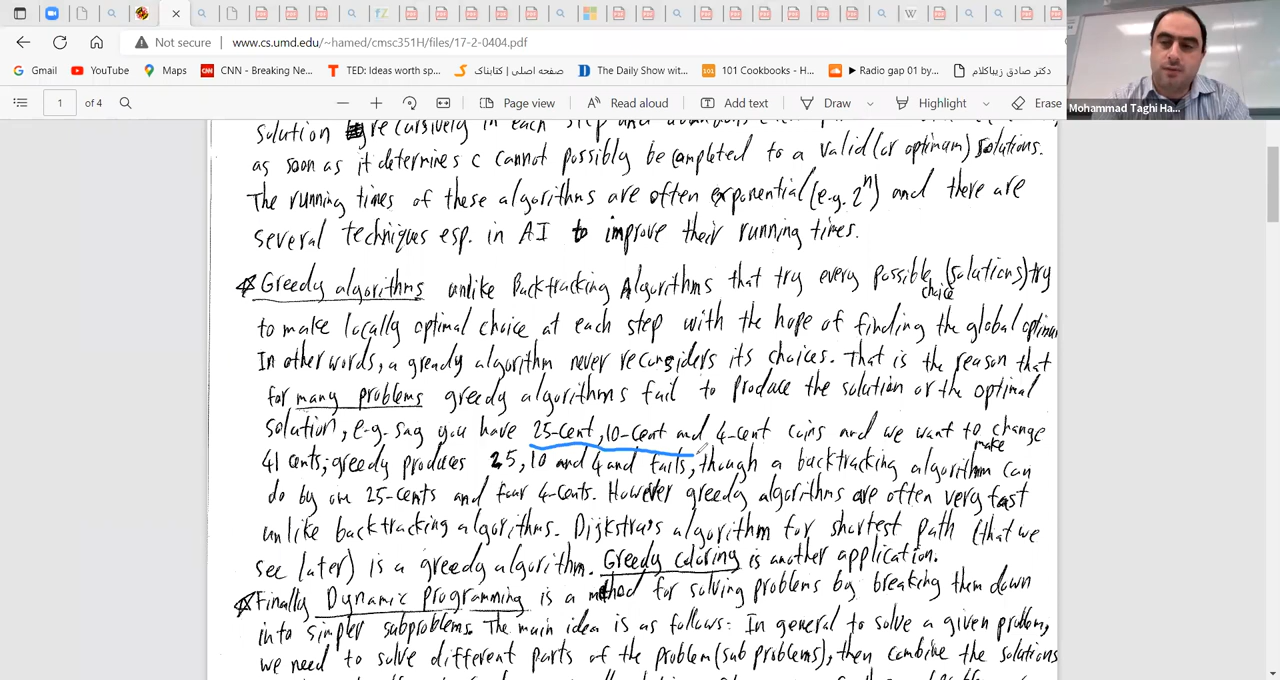 Not secure
www.cs.umd.edu/~hamed/cmsc351H/files/17-2-0404.pdf
Gmail YouTube Maps CNN - Breaking Ne... TED: Ideas worth sp... صفحه اصلی | کتابناک The Daily Show wit... 101 Cookbooks - H... Radio gap 01 by... دکتر صادق زیباکلام
1 of 4 Page view Read aloud Add text Draw Highlight Erase
Mohammad Taghi Ha...
solution recursively in each step and
as soon as it determines c cannot possibly be completed to a valid (or optimum) solutions.
The running times of these algorithms are often exponential (e.g. 2^n) and there are
several techniques esp. in AI to improve their running times.
Greedy algorithms unlike Backtracking Algorithms that try every possible (solutions) try
choice
to make locally optimal choice at each step with the hope of finding the global optimum
In other words, a greedy algorithm never reconsiders its choices. That is the reason that
for many problems greedy algorithms fail to produce the solution or the optimal
solution, e.g. say you have 25-cent, 10-cent and 4-cent coins and we want to change
make
41 cents; greedy produces 25, 10 and 4 and fails, though a backtracking algorithm can
do by one 25-cents and four 4-cents. However greedy algorithms are often very fast
unlike backtracking algorithms. Dijkstra's algorithm for shortest path (that we
see later) is a greedy algorithm. Greedy coloring is another application.
Finally Dynamic Programming is a method for solving problems by breaking them down
into simpler subproblems. The main idea is as follows: In general to solve a given problem,
we need to solve different parts of the problem (sub problems), then combine the solutions